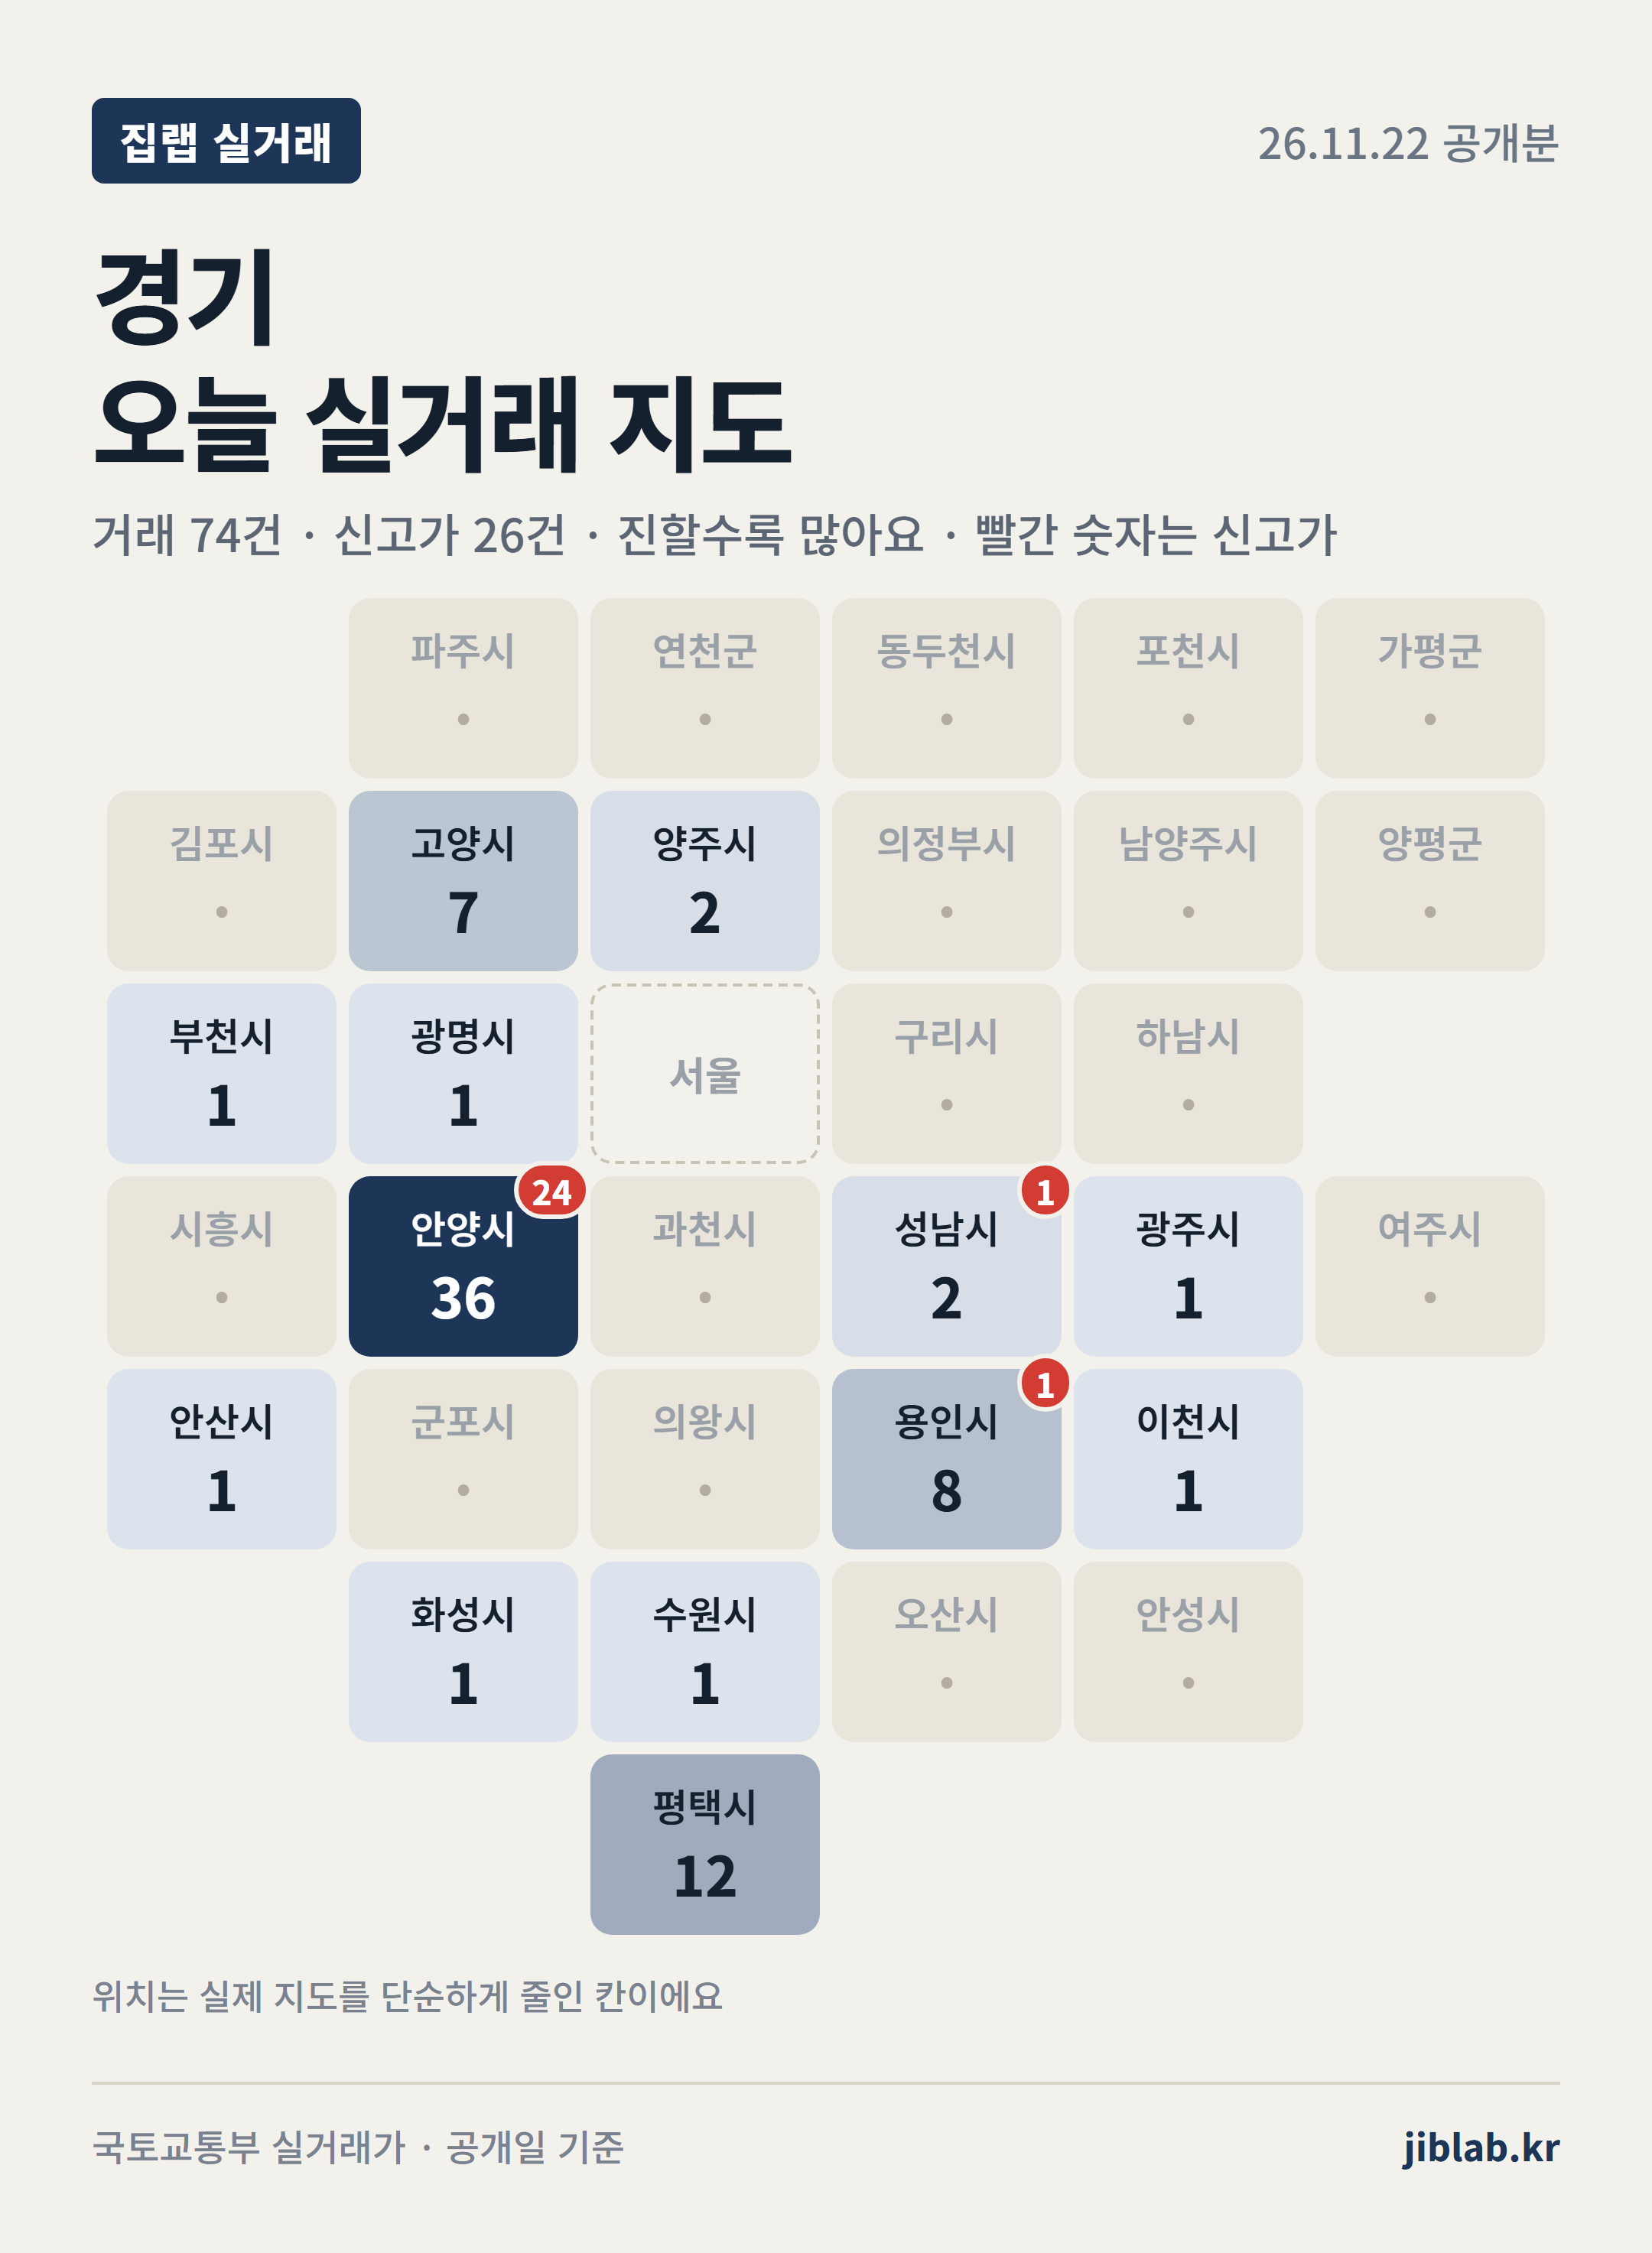 집랩 실거래
26.11.22 공개분
경기
오늘 실거래 지도
거래 74건 · 신고가 26건 · 진할수록 많아요 · 빨간 숫자는 신고가
파주시 연천군 동두천시 포천시 가평군
· · · · ·
김포시 고양시 양주시 의정부시 남양주시 양평군
· 7 2 · · ·
부천시 광명시 서울 구리시 하남시
1 1 · ·
24 1
시흥시 안양시 과천시 성남시 광주시 여주시
· 36 · 2 1 ·
1
안산시 군포시 의왕시 용인시 이천시
1 · · 8 1
화성시 수원시 오산시 안성시
1 1 · ·
평택시
12
위치는 실제 지도를 단순하게 줄인 칸이에요
국토교통부 실거래가 · 공개일 기준
jiblab.kr